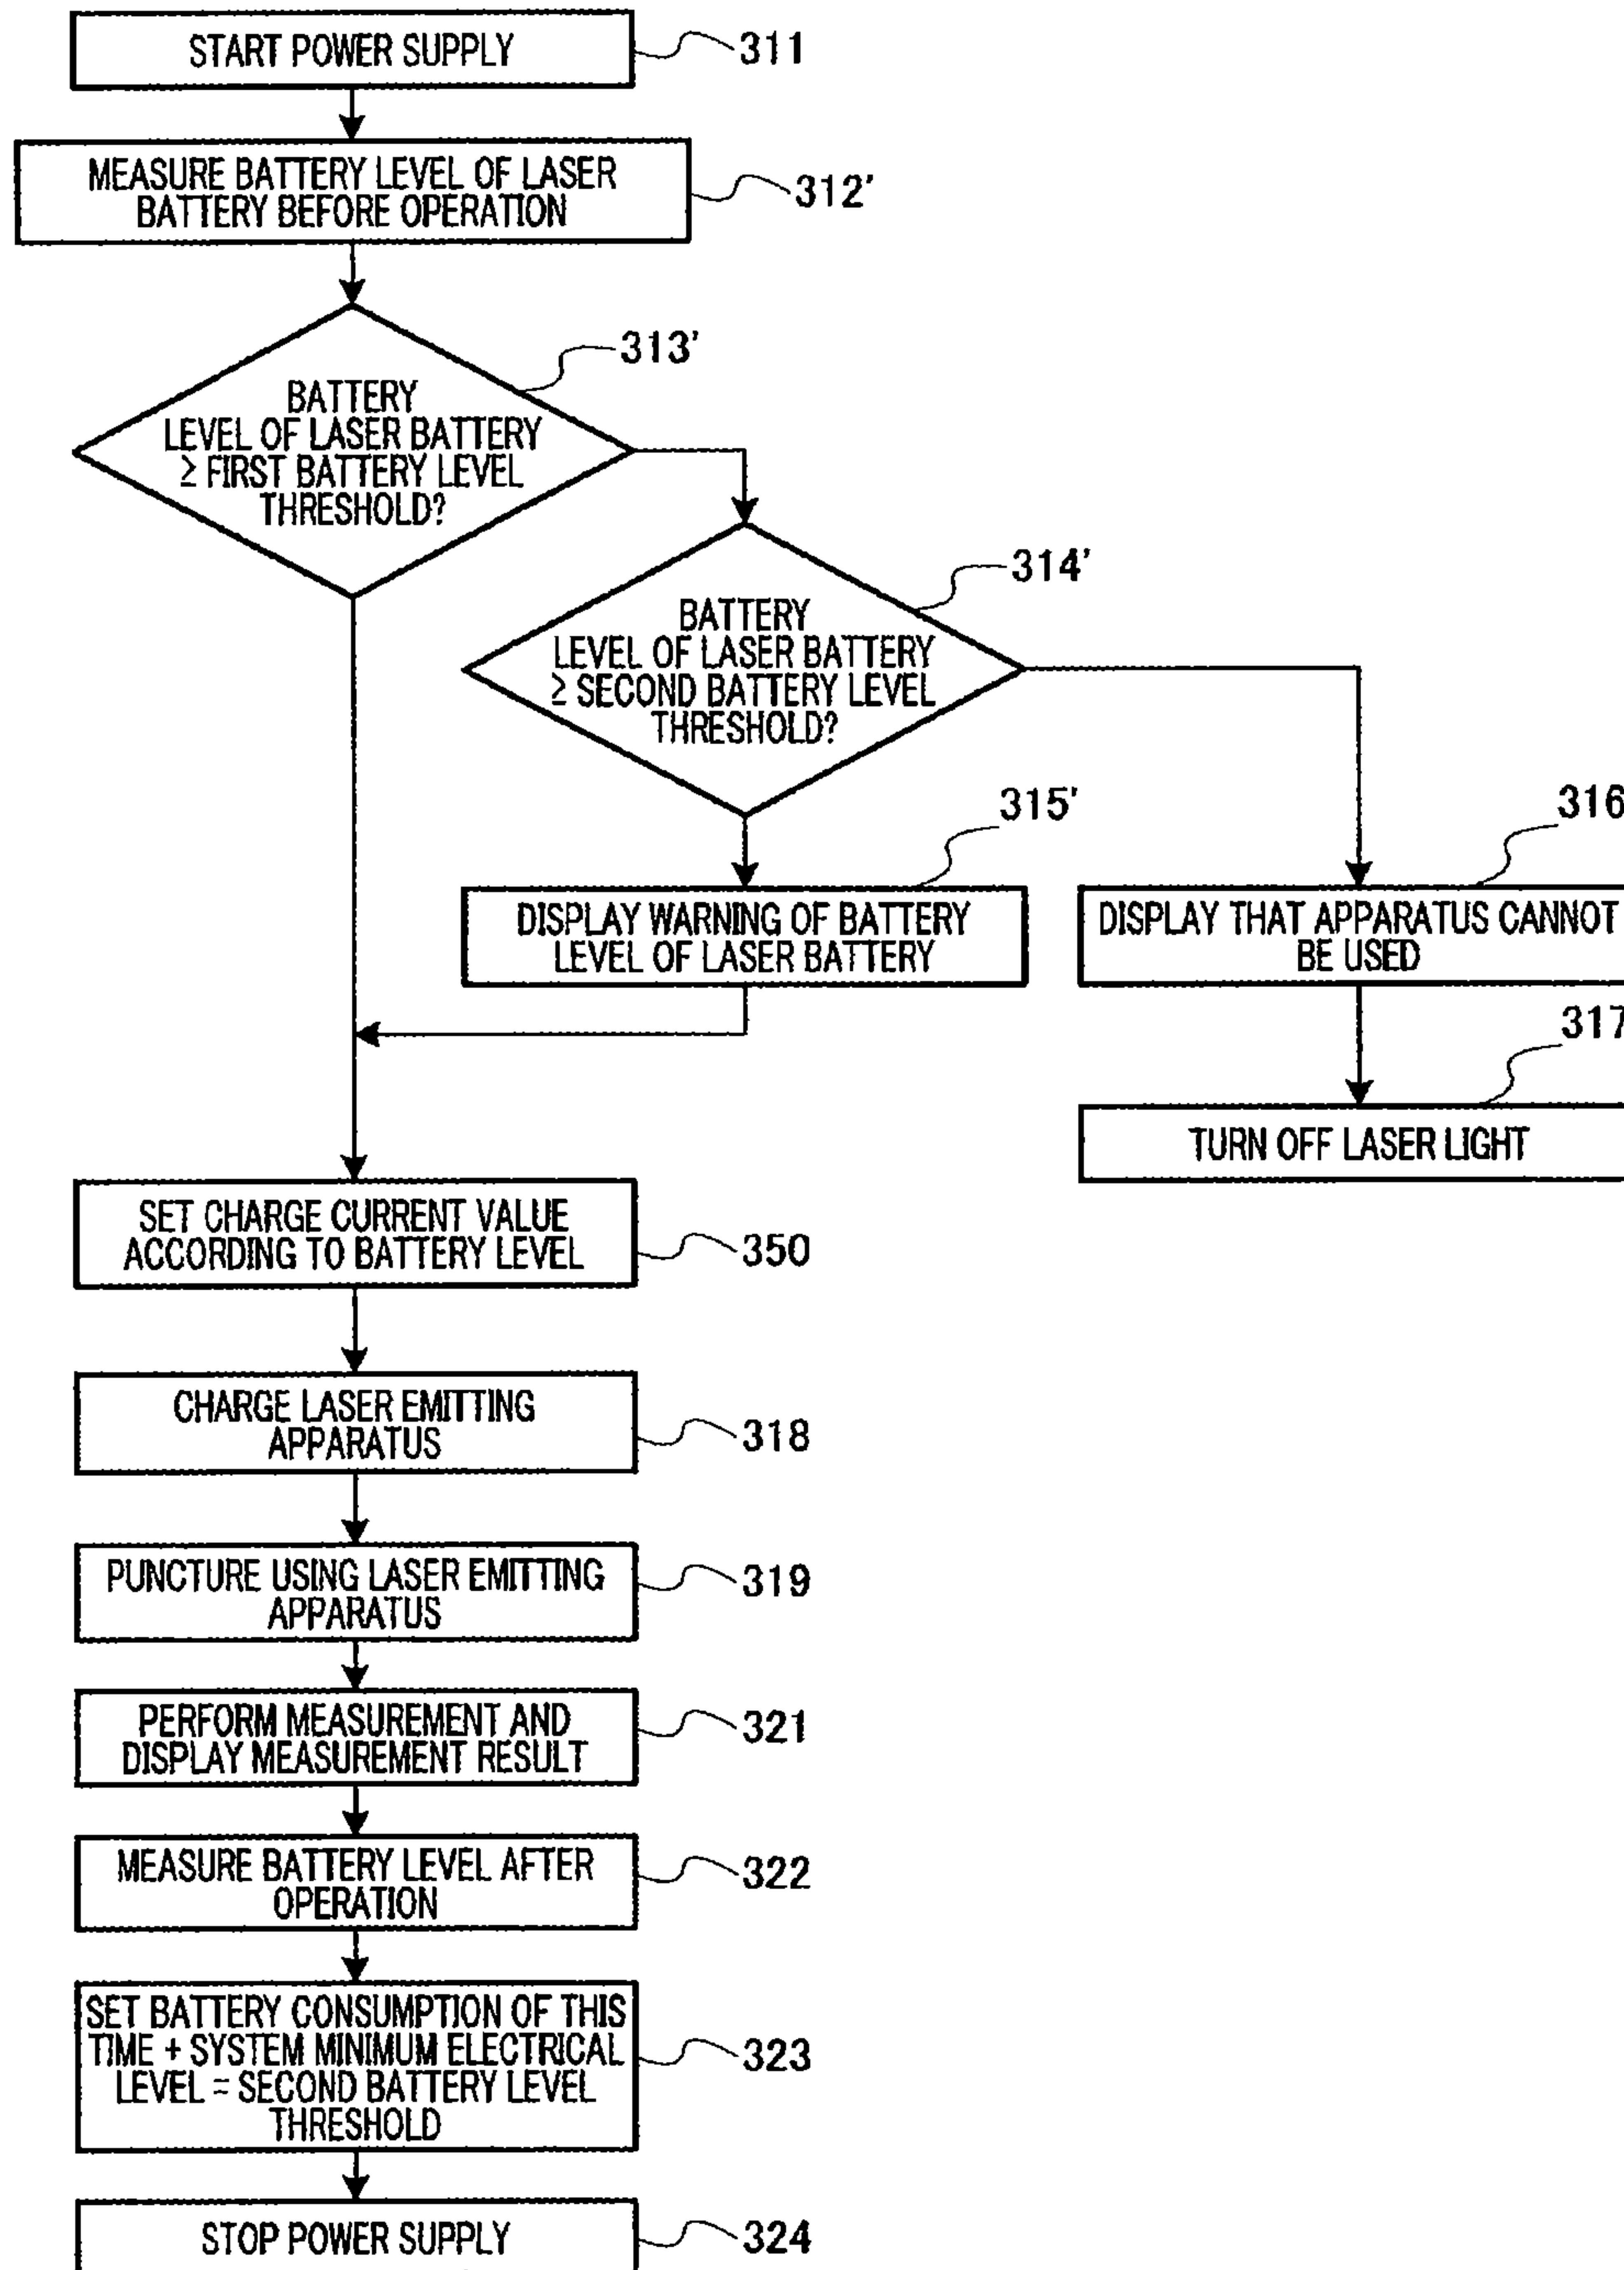 START POWER SUPPLY
311
MEASURE BATTERY LEVEL OF LASER
BATTERY BEFORE OPERATION
312'
313'
BATTERY
LEVEL OF LASER BATTERY
≥ FIRST BATTERY LEVEL
THRESHOLD?
314'
BATTERY
LEVEL OF LASER BATTERY
≥ SECOND BATTERY LEVEL
THRESHOLD?
315'
DISPLAY WARNING OF BATTERY
LEVEL OF LASER BATTERY
316
DISPLAY THAT APPARATUS CANNOT
BE USED
317
TURN OFF LASER LIGHT
SET CHARGE CURRENT VALUE
ACCORDING TO BATTERY LEVEL
350
CHARGE LASER EMITTING
APPARATUS
318
PUNCTURE USING LASER EMITTING
APPARATUS
319
PERFORM MEASUREMENT AND
DISPLAY MEASUREMENT RESULT
321
MEASURE BATTERY LEVEL AFTER
OPERATION
322
SET BATTERY CONSUMPTION OF THIS
TIME + SYSTEM MINIMUM ELECTRICAL
LEVEL = SECOND BATTERY LEVEL
THRESHOLD
323
STOP POWER SUPPLY
324